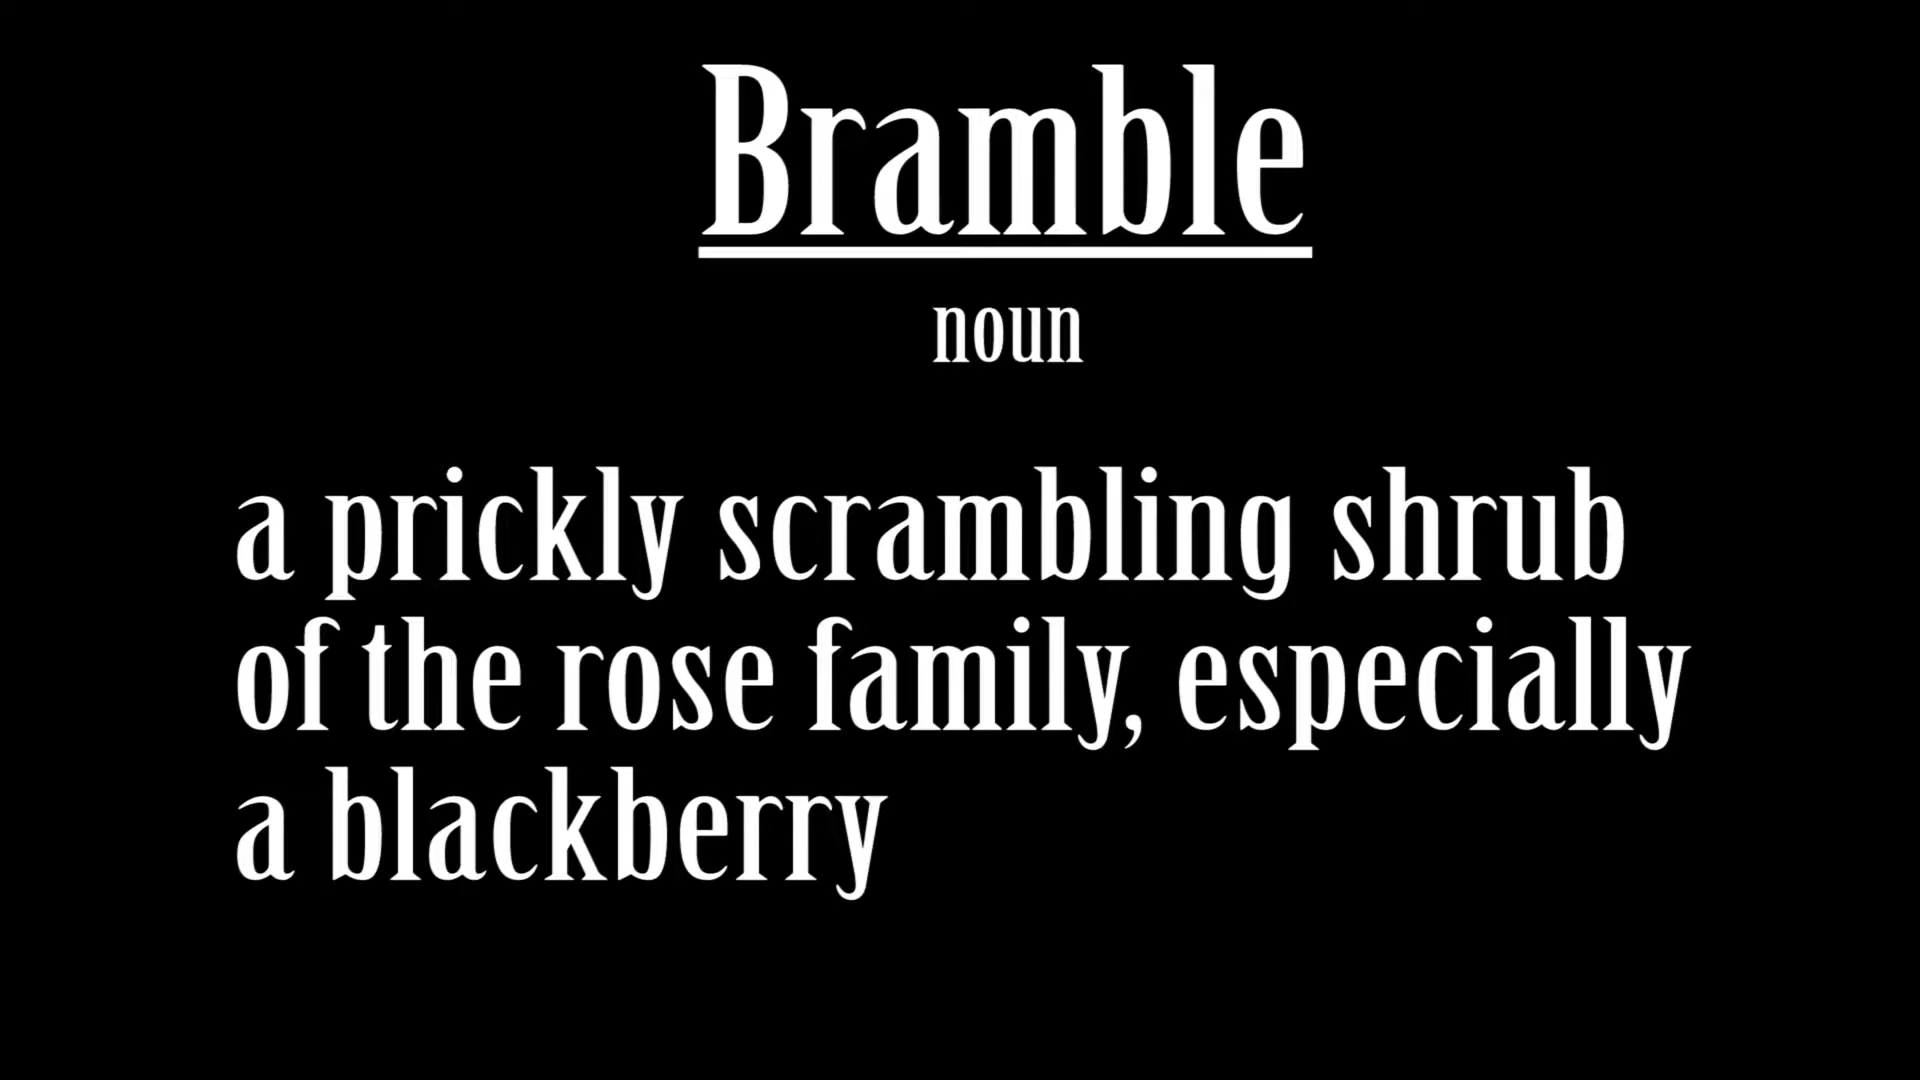 Bramble
noun
a prickly scrambling shrub
of the rose family, especially
a blackberry